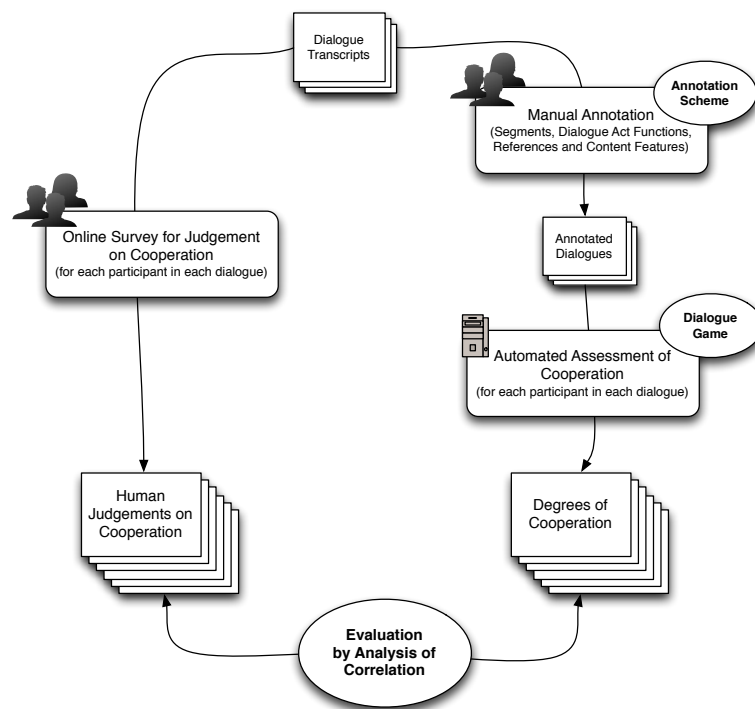 Dialogue
Transcripts
Annotation
Scheme
Manual Annotation
(Segments, Dialogue Act Functions,
References and Content Features)
Online Survey for Judgement
on Cooperation
(for each participant in each dialogue)
Annotated
Dialogues
Dialogue
Game
Automated Assessment of
Cooperation
(for each participant in each dialogue)
Human
Judgements on
Cooperation
Degrees of
Cooperation
Evaluation
by Analysis of
Correlation